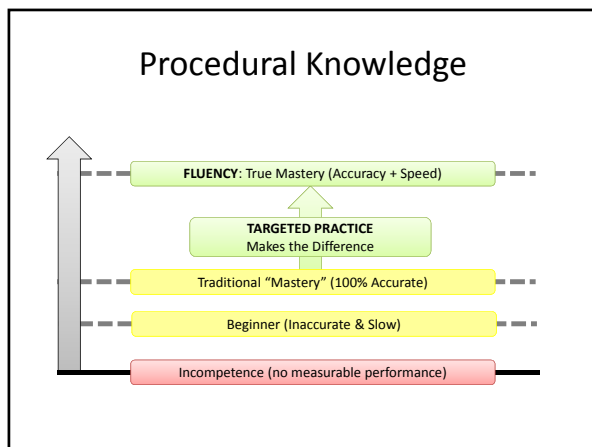 Procedural Knowledge
FLUENCY: True Mastery (Accuracy + Speed)
TARGETED PRACTICE
Makes the Difference
Traditional “Mastery” (100% Accurate)
Beginner (Inaccurate & Slow)
Incompetence (no measurable performance)